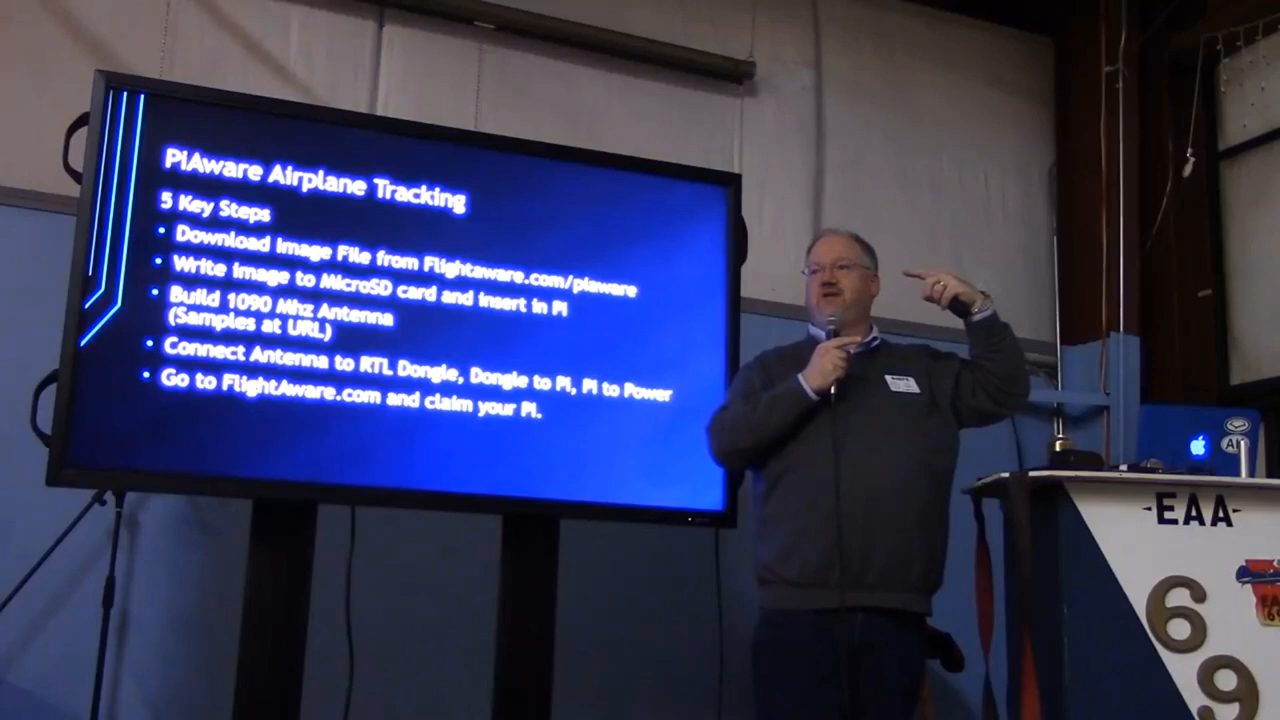 PiAware Airplane Tracking
5 Key Steps
• Download Image File from Flightaware.com/piaware
• Write image to MicroSD card and insert in Pi
• Build 1090 Mhz Antenna
(Samples at URL)
• Connect Antenna to RTL Dongle, Dongle to Pi, Pi to Power
• Go to FlightAware.com and claim your Pi.
EAA
6
9